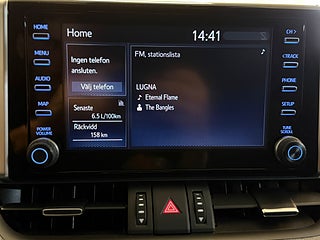 HOME
MENU
AUDIO
MAP
POWER
VOLUME
Home
14:41
Ingen telefon
ansluten.
Välj telefon
Senaste
6.5 L/100km
Räckvidd
158 km
FM, stationslista
LUGNA
Eternal Flame
The Bangles
CH >
< TRACK
PHONE
SETUP
TUNE
SCROLL